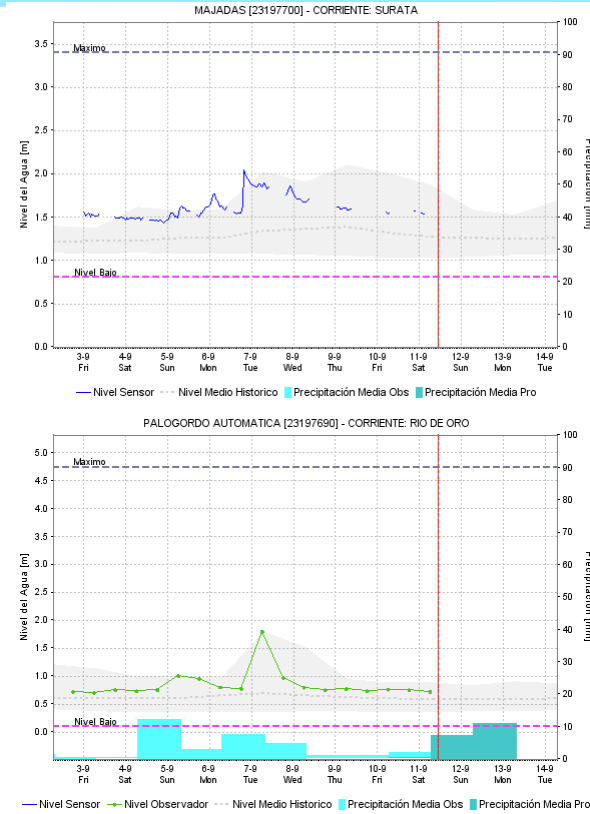 MAJADAS [23197700] - CORRIENTE: SURATA
Nivel del Agua [m]
3.5
3.0
2.5
2.0
1.5
1.0
0.5
0.0
Maximo
Nivel Bajo
100
90
80
70
60
50
40
30
20
10
0
Precipitación [mm]
3-9 4-9 5-9 6-9 7-9 8-9 9-9 10-9 11-9 12-9 13-9 14-9
Fri Sat Sun Mon Tue Wed Thu Fri Sat Sun Mon Tue
Nivel Sensor Nivel Medio Historico Precipitación Media Obs Precipitación Media Pro
PALOGORDO AUTOMATICA [23197690] - CORRIENTE: RIO DE ORO
Nivel del Agua [m]
5.0
4.5
4.0
3.5
3.0
2.5
2.0
1.5
1.0
0.5
0.0
Maximo
Nivel Bajo
100
90
80
70
60
50
40
30
20
10
0
Precipitación [mm]
3-9 4-9 5-9 6-9 7-9 8-9 9-9 10-9 11-9 12-9 13-9 14-9
Fri Sat Sun Mon Tue Wed Thu Fri Sat Sun Mon Tue
Nivel Sensor Nivel Observador Nivel Medio Historico Precipitación Media Obs Precipitación Media Pro